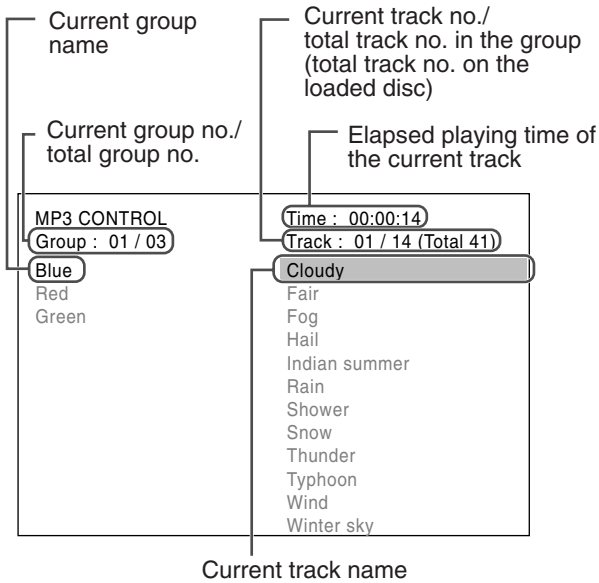 Current group
name
Current track no./
total track no. in the group
(total track no. on the
loaded disc)
Current group no./
total group no.
Elapsed playing time of
the current track
MP3 CONTROL
Group : 01 / 03
Blue
Red
Green
Time : 00:00:14
Track : 01 / 14 (Total 41)
Cloudy
Fair
Fog
Hail
Indian summer
Rain
Shower
Snow
Thunder
Typhoon
Wind
Winter sky
Current track name